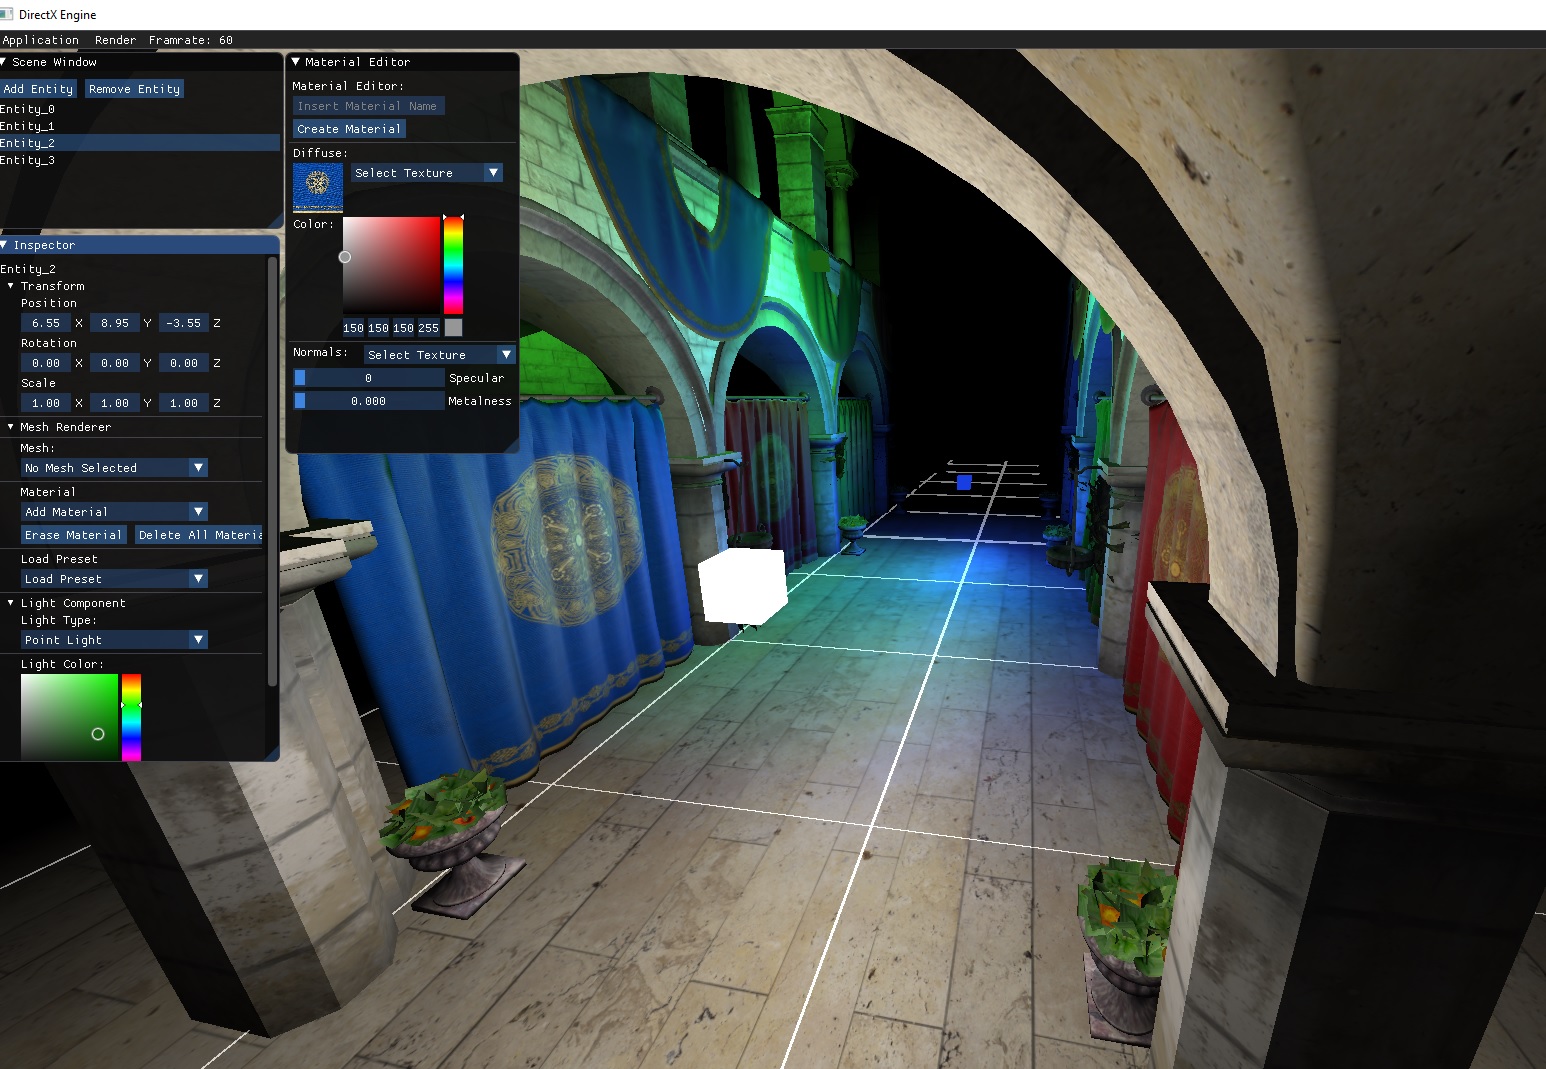 DirectX Engine
Application Render Framrate: 60
Scene Window
Add Entity Remove Entity
Entity_0
Entity_1
Entity_2
Entity_3
Inspector
Entity_2
Transform
Position
6.55 X 8.95 Y -3.55 Z
Rotation
0.00 X 0.00 Y 0.00 Z
Scale
1.00 X 1.00 Y 1.00 Z
Mesh Renderer
Mesh:
No Mesh Selected
Material
Add Material
Erase Material Delete All Materia
Load Preset
Load Preset
Light Component
Light Type:
Point Light
Light Color:
Material Editor
Material Editor:
Insert Material Name
Create Material
Diffuse:
Select Texture
Color:
150 150 150 255
Normals: Select Texture
0 Specular
0.000 Metalness